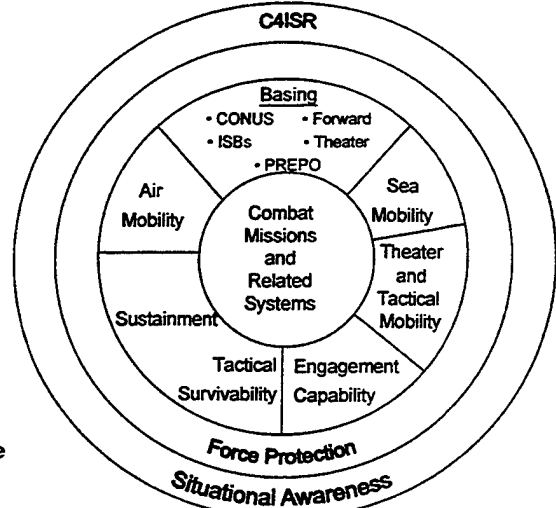 C4ISR
Basing
• CONUS • Forward
• ISBs • Theater
• PREPO
Air
Mobility
Sea
Mobility
Combat
Missions
and
Related
Systems
Theater
and
Tactical
Mobility
Sustainment
Tactical
Survivability
Engagement
Capability
Force Protection
Situational Awareness
e